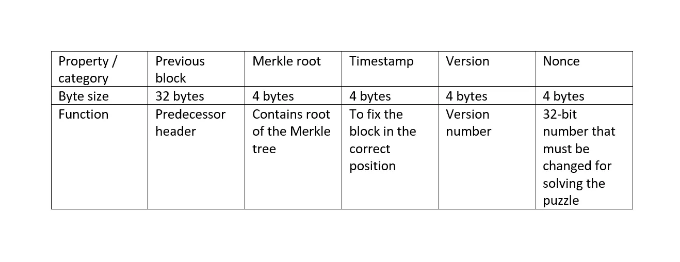 Property / category
Previous block
Merkle root
Timestamp
Version
Nonce
Byte size
32 bytes
4 bytes
4 bytes
4 bytes
4 bytes
Function
Predecessor header
Contains root of the Merkle tree
To fix the block in the correct position
Version number
32-bit number that must be changed for solving the puzzle